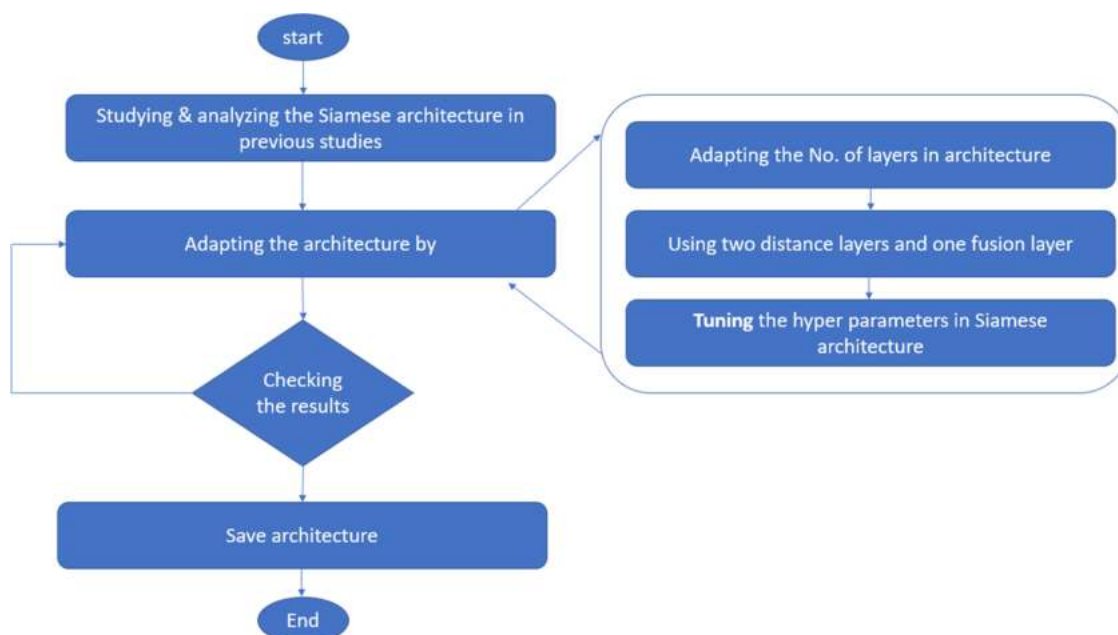 start
Studying & analyzing the Siamese architecture in
previous studies
Adapting the architecture by
Checking
the results
Save architecture
End
Adapting the No. of layers in architecture
Using two distance layers and one fusion layer
Tuning the hyper parameters in Siamese
architecture